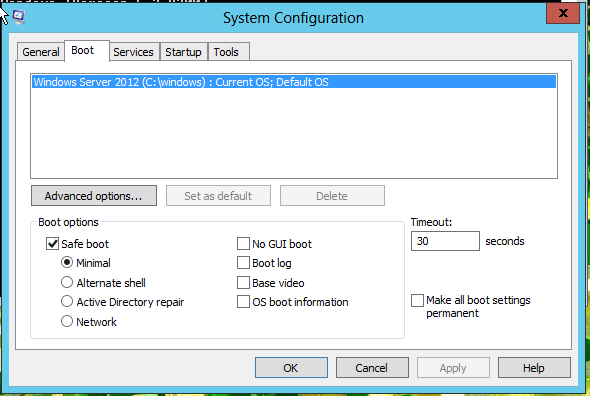 System Configuration
General Boot Services Startup Tools
Windows Server 2012 (C:\windows) : Current OS; Default OS
Advanced options... Set as default Delete
Boot options
Timeout:
Safe boot No GUI boot 30 seconds
Minimal Boot log
Alternate shell Base video
Active Directory repair OS boot information Make all boot settings
permanent
Network
OK Cancel Apply Help